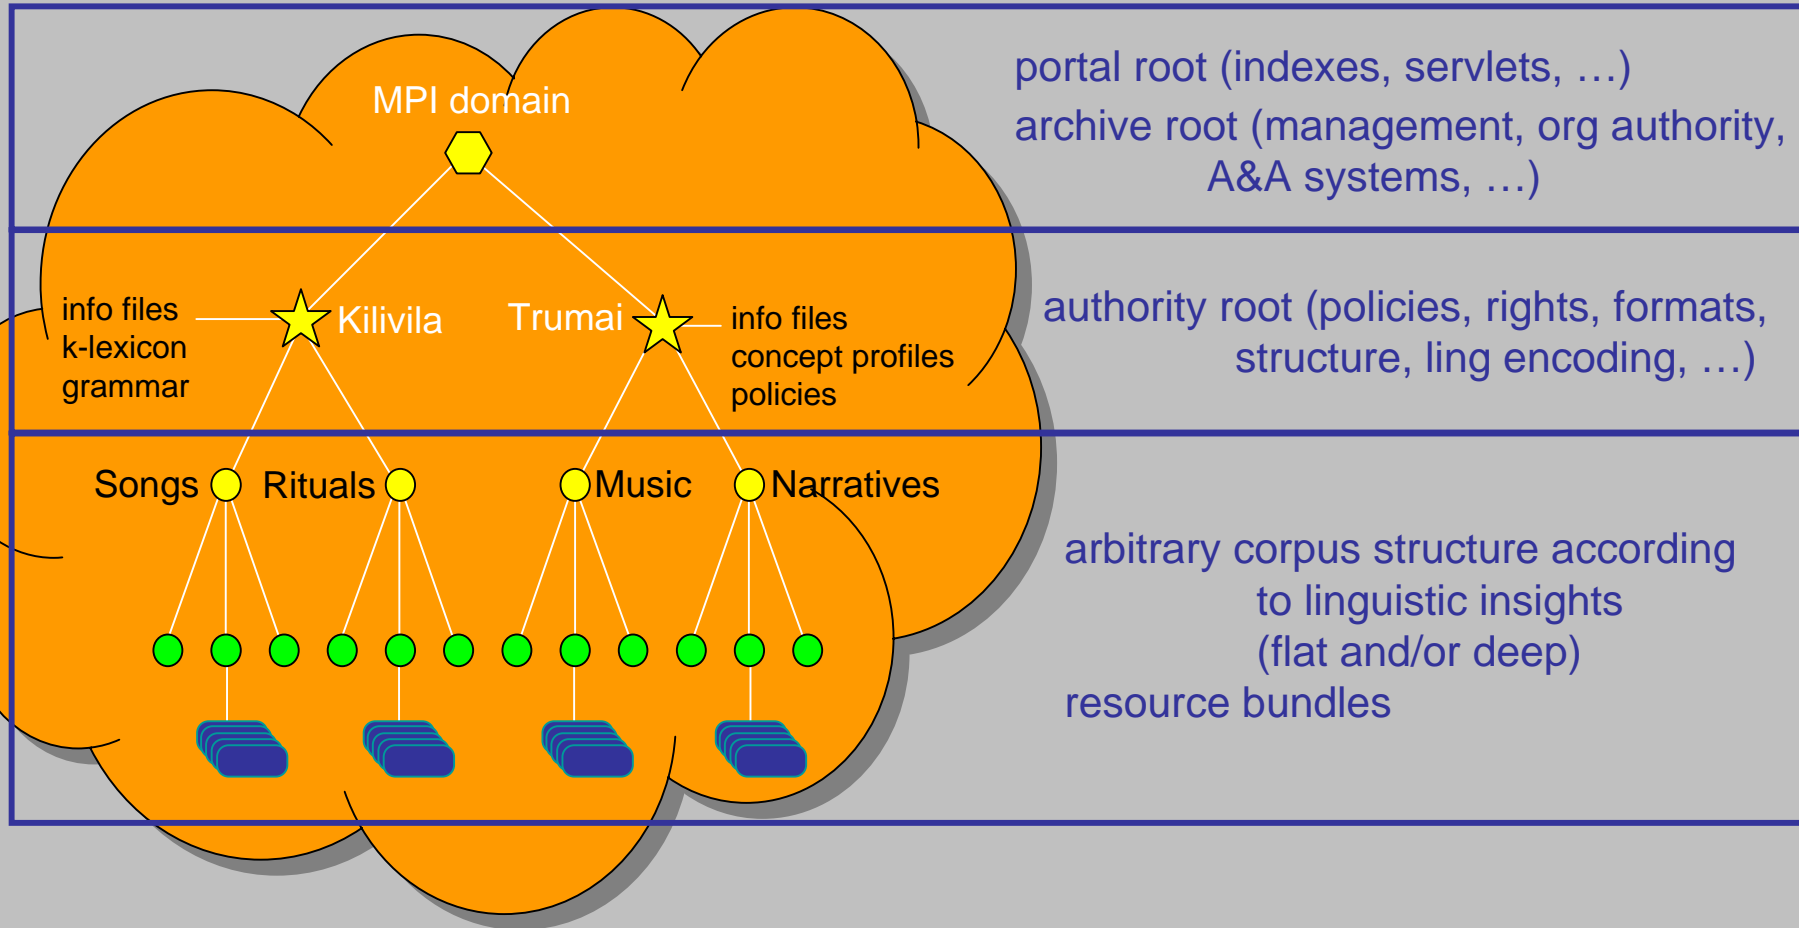 MPI domain
portal root (indexes, servlets, …)
archive root (management, org authority,
A&A systems, …)
info files
k-lexicon
grammar
Kilivila
Trumai
info files
concept profiles
policies
authority root (policies, rights, formats,
structure, ling encoding, …)
Songs
Rituals
Music
Narratives
arbitrary corpus structure according
to linguistic insights
(flat and/or deep)
resource bundles